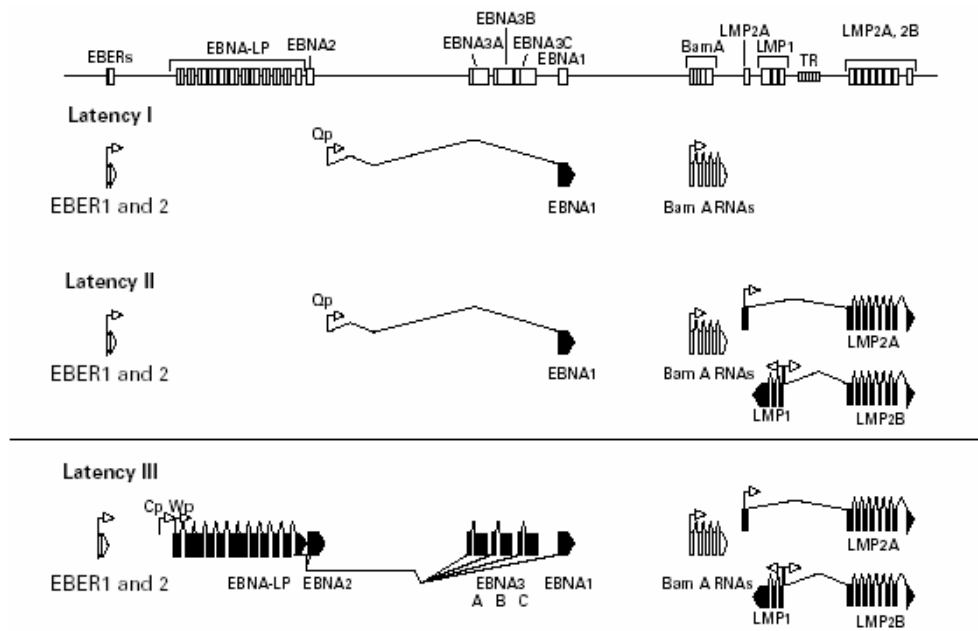 EBERs
EBNA-LP
EBNA2
EBNA3A
EBNA3B
EBNA3C
EBNA1
BamA
LMP2A
LMP1
TR
LMP2A, 2B
Latency I
EBER1 and 2
Qp
EBNA1
Bam ARNAs
Latency II
EBER1 and 2
Qp
EBNA1
Bam A RNAs
LMP2A
LMP1
LMP2B
Latency III
EBER1 and 2
Cp Wp
EBNA-LP
EBNA2
EBNA3
A B C
EBNA1
Bam A RNAs
LMP2A
LMP1
LMP2B